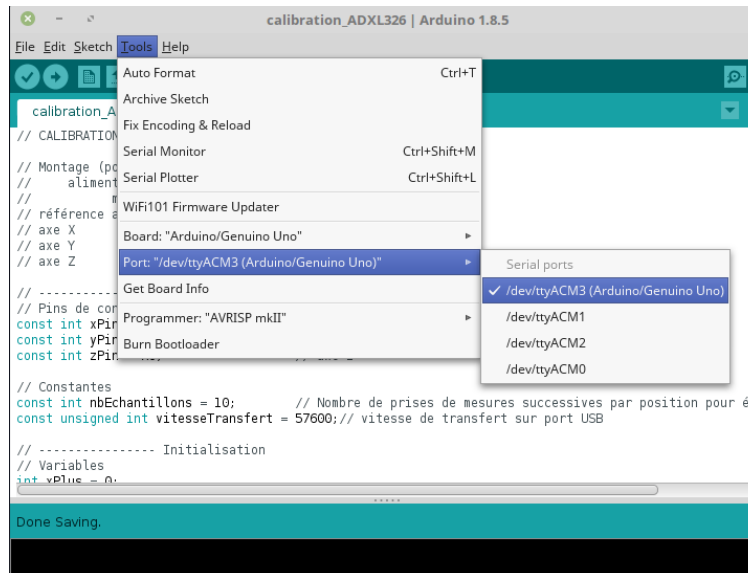 calibration_ADXL326 | Arduino 1.8.5
File Edit Sketch Tools Help
Auto Format Ctrl+T
Archive Sketch
Fix Encoding & Reload
Serial Monitor Ctrl+Shift+M
Serial Plotter Ctrl+Shift+L
WiFi101 Firmware Updater
Board: "Arduino/Genuino Uno"
Port: "/dev/ttyACM3 (Arduino/Genuino Uno)"
Get Board Info
Programmer: "AVRISP mkII"
Burn Bootloader
Serial ports
/dev/ttyACM3 (Arduino/Genuino Uno)
/dev/ttyACM1
/dev/ttyACM2
/dev/ttyACM0
calibration_A
// CALIBRATION
// Montage (po
// aliment
// m
// référence a
// axe X
// axe Y
// axe Z
// ------------
// Pins de con
const int xPin
const int yPin
const int zPin
// Constantes
const int nbEchantillons = 10; // Nombre de prises de mesures successives par position pour é
const unsigned int vitesseTransfert = 57600;// vitesse de transfert sur port USB
// ---------------- Initialisation
// Variables
int xPlus = 0;
Done Saving.